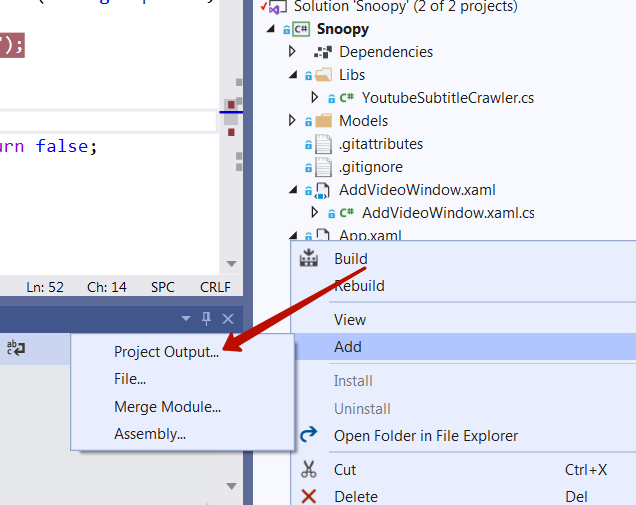 Solution 'Snoopy' (2 of 2 projects)
Snoopy
");
Dependencies
Libs
C# YoutubeSubtitleCrawler.cs
Models
urn false;
.gitattributes
.gitignore
AddVideoWindow.xaml
C# AddVideoWindow.xaml.cs
App.xaml
Ln: 52 Ch: 14 SPC CRLF
Build
Rebuild
View
Add
Project Output...
File...
Merge Module...
Assembly...
Install
Uninstall
Open Folder in File Explorer
Cut Ctrl+X
Delete Del